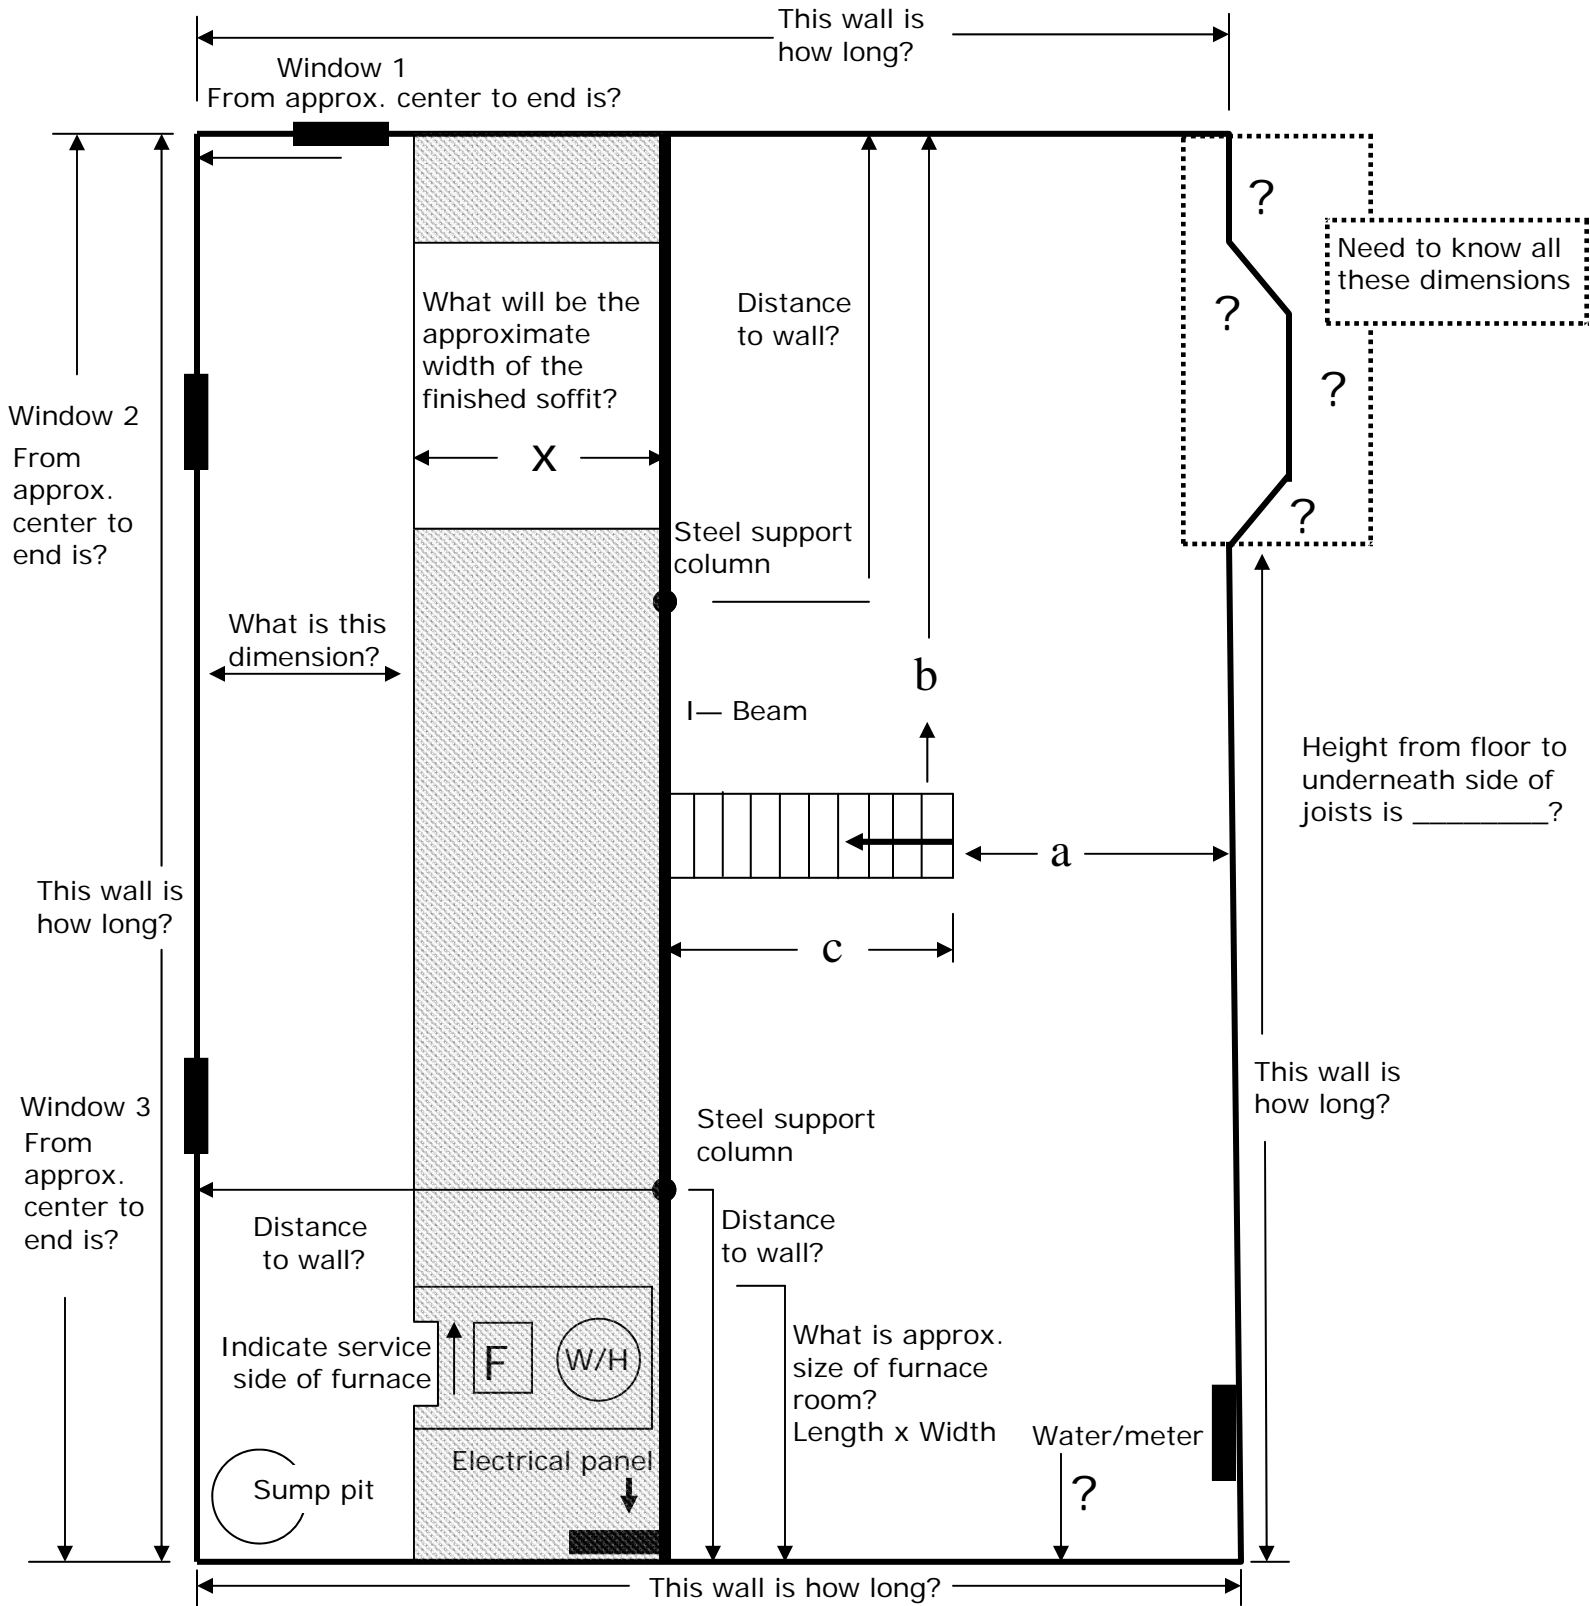 This wall is
how long?
Window 1
From approx. center to end is?
?
Need to know all
these dimensions
What will be the
approximate
width of the
finished soffit?
Distance
to wall?
?
?
Window 2
From
approx.
center to
end is?
x
Steel support
column
?
What is this
dimension?
b
I— Beam
Height from floor to
underneath side of
joists is ________?
a
This wall is
how long?
c
This wall is
how long?
Window 3
From
approx.
center to
end is?
Steel support
column
Distance
to wall?
Distance
to wall?
Indicate service
side of furnace
F
W/H
What is approx.
size of furnace
room?
Length x Width
Water/meter
?
Electrical panel
Sump pit
This wall is how long?